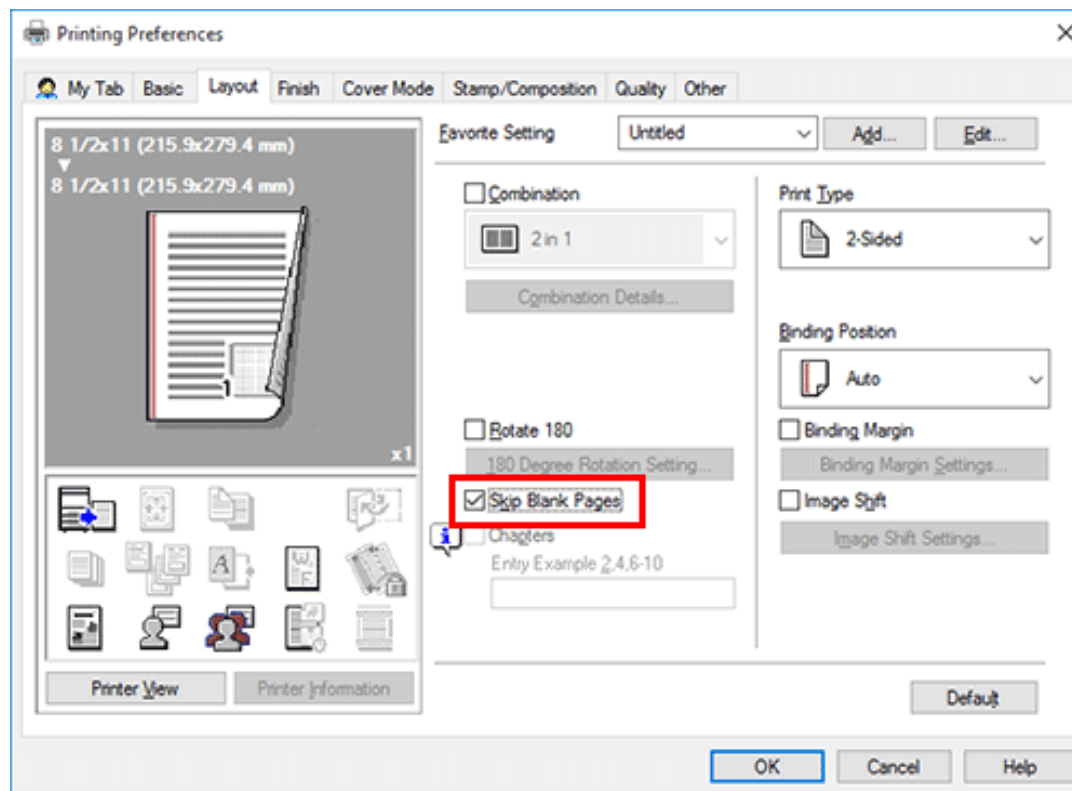 Printing Preferences
My Tab Basic Layout Finish Cover Mode Stamp/Composition Quality Other
8 1/2x11 (215.9x279.4 mm)
8 1/2x11 (215.9x279.4 mm)
1
x1
Printer View Printer Information
Favorite Setting Untitled Add... Edit...
Combination
2 in 1
Combination Details...
Rotate 180
180 Degree Rotation Setting...
Skip Blank Pages
Chapters
Entry Example 2,4,6-10
Print Type
2-Sided
Binding Position
Auto
Binding Margin
Binding Margin Settings...
Image Shift
Image Shift Settings...
Default
OK Cancel Help